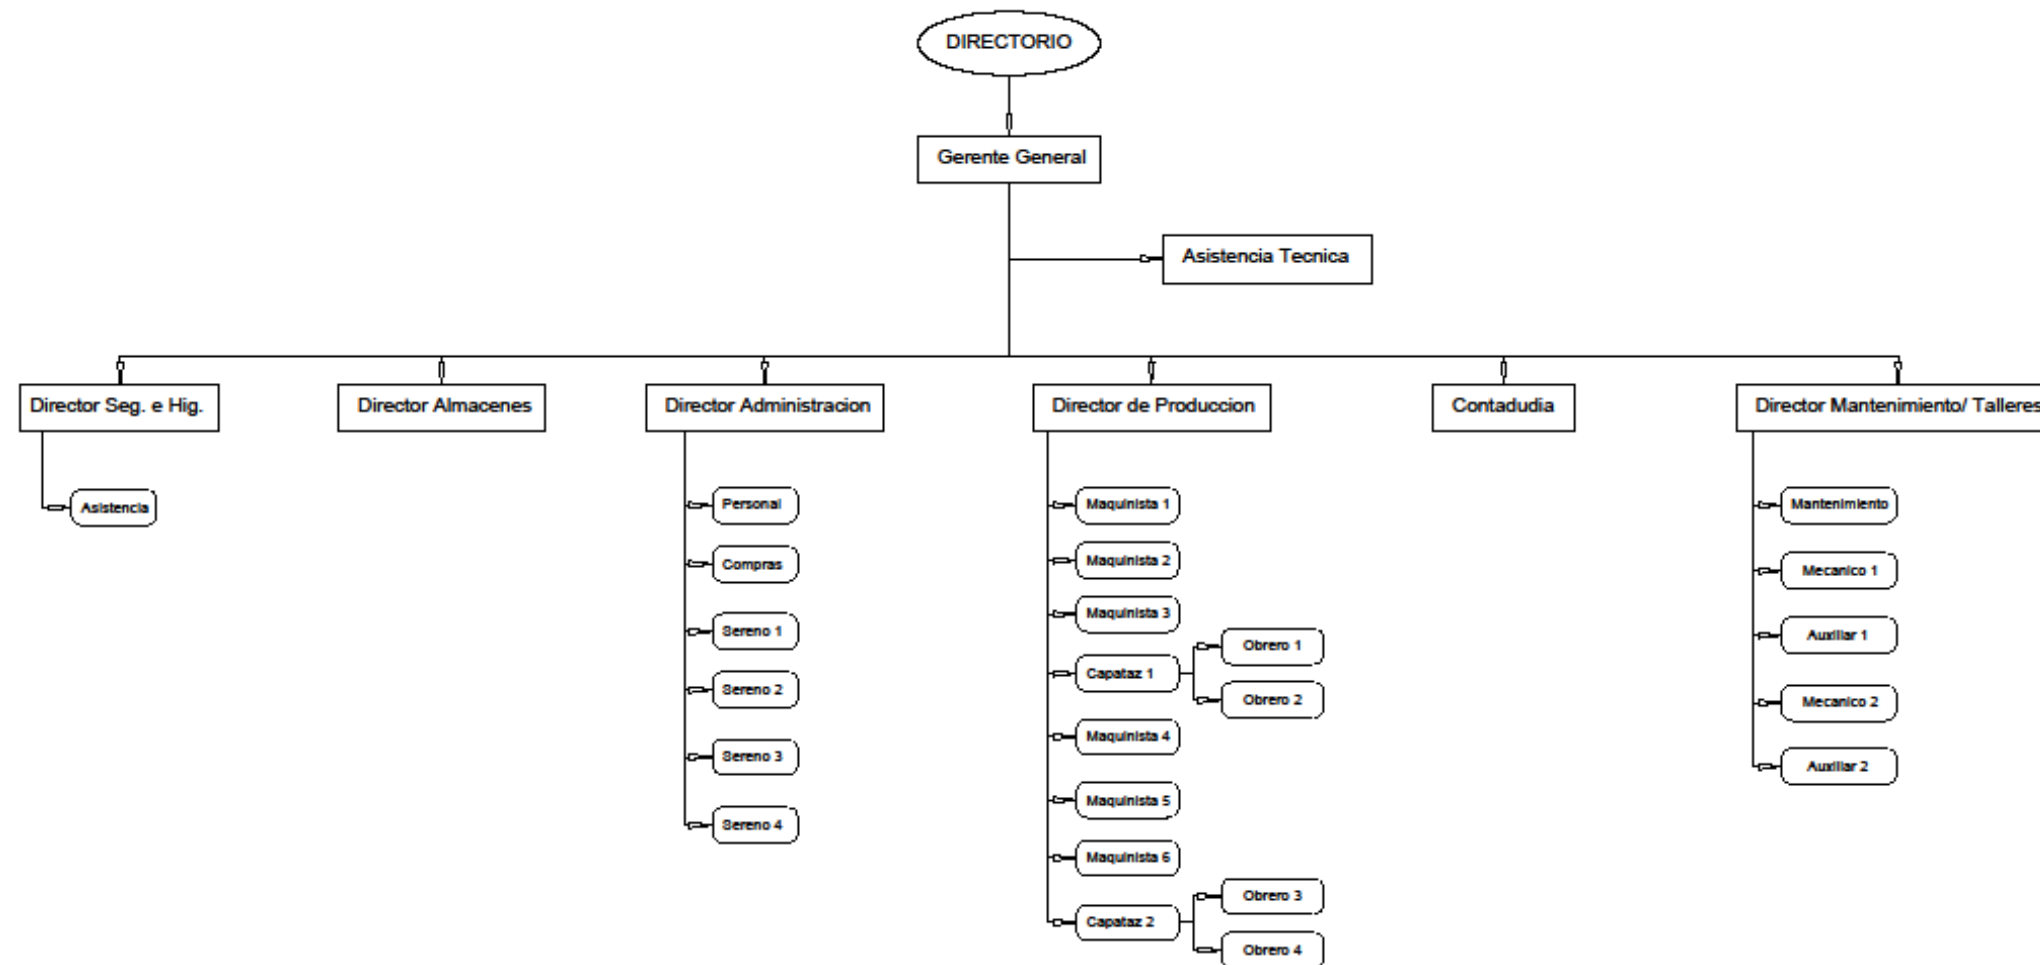 DIRECTORIO
Gerente General
Asistencia Tecnica
Director Seg. e Hig.
Director Almacenes
Director Administracion
Director de Produccion
Contadudia
Director Mantenimiento/ Talleres
Asistencia
Personal
Compras
Sereno 1
Sereno 2
Sereno 3
Sereno 4
Maquinista 1
Maquinista 2
Maquinista 3
Capataz 1
Obrero 1
Obrero 2
Maquinista 4
Maquinista 5
Maquinista 6
Capataz 2
Obrero 3
Obrero 4
Mantenimiento
Mecanico 1
Auxiliar 1
Mecanico 2
Auxiliar 2